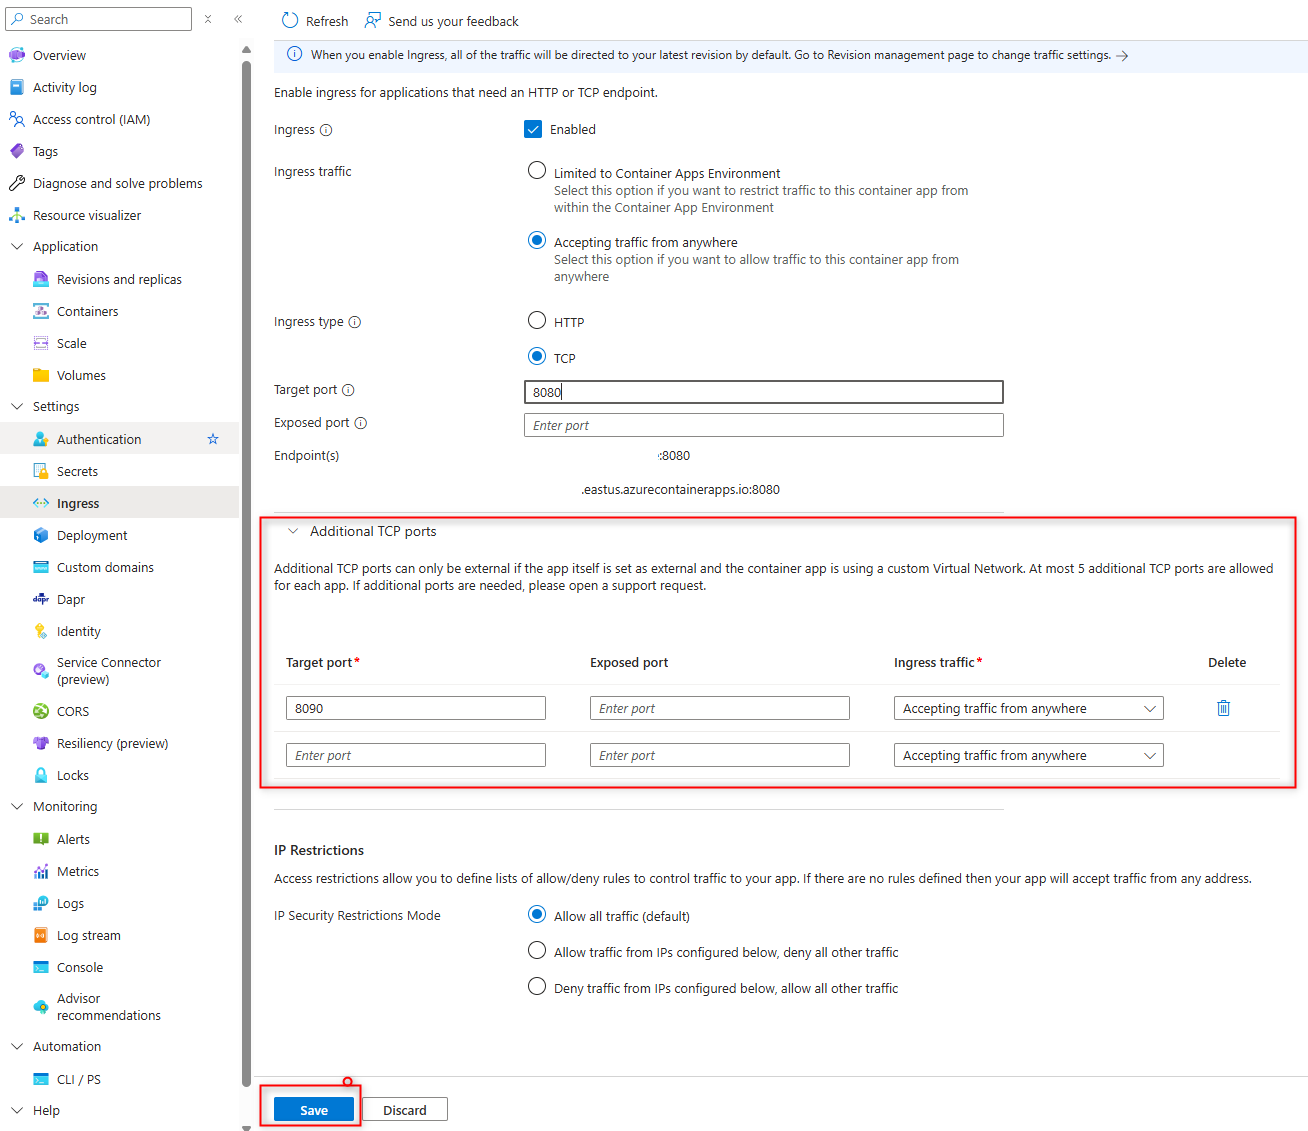 Search
Refresh
Send us your feedback
When you enable Ingress, all of the traffic will be directed to your latest revision by default. Go to Revision management page to change traffic settings. →
Overview
Activity log
Access control (IAM)
Tags
Diagnose and solve problems
Resource visualizer
Application
Revisions and replicas
Containers
Scale
Volumes
Settings
Authentication
Secrets
Ingress
Deployment
Custom domains
Dapr
Identity
Service Connector
(preview)
CORS
Resiliency (preview)
Locks
Monitoring
Alerts
Metrics
Logs
Log stream
Console
Advisor
recommendations
Automation
CLI / PS
Help
Enable ingress for applications that need an HTTP or TCP endpoint.
Ingress
Enabled
Ingress traffic
Limited to Container Apps Environment
Select this option if you want to restrict traffic to this container app from
within the Container App Environment
Accepting traffic from anywhere
Select this option if you want to allow traffic to this container app from
anywhere
Ingress type
HTTP
TCP
Target port
8080
Exposed port
Enter port
Endpoint(s)
:8080
.eastus.azurecontainerapps.io:8080
Additional TCP ports
Additional TCP ports can only be external if the app itself is set as external and the container app is using a custom Virtual Network. At most 5 additional TCP ports are allowed
for each app. If additional ports are needed, please open a support request.
Target port* Exposed port Ingress traffic* Delete
8090 Enter port Accepting traffic from anywhere
Enter port Enter port Accepting traffic from anywhere
IP Restrictions
Access restrictions allow you to define lists of allow/deny rules to control traffic to your app. If there are no rules defined then your app will accept traffic from any address.
IP Security Restrictions Mode
Allow all traffic (default)
Allow traffic from IPs configured below, deny all other traffic
Deny traffic from IPs configured below, allow all other traffic
Save
Discard